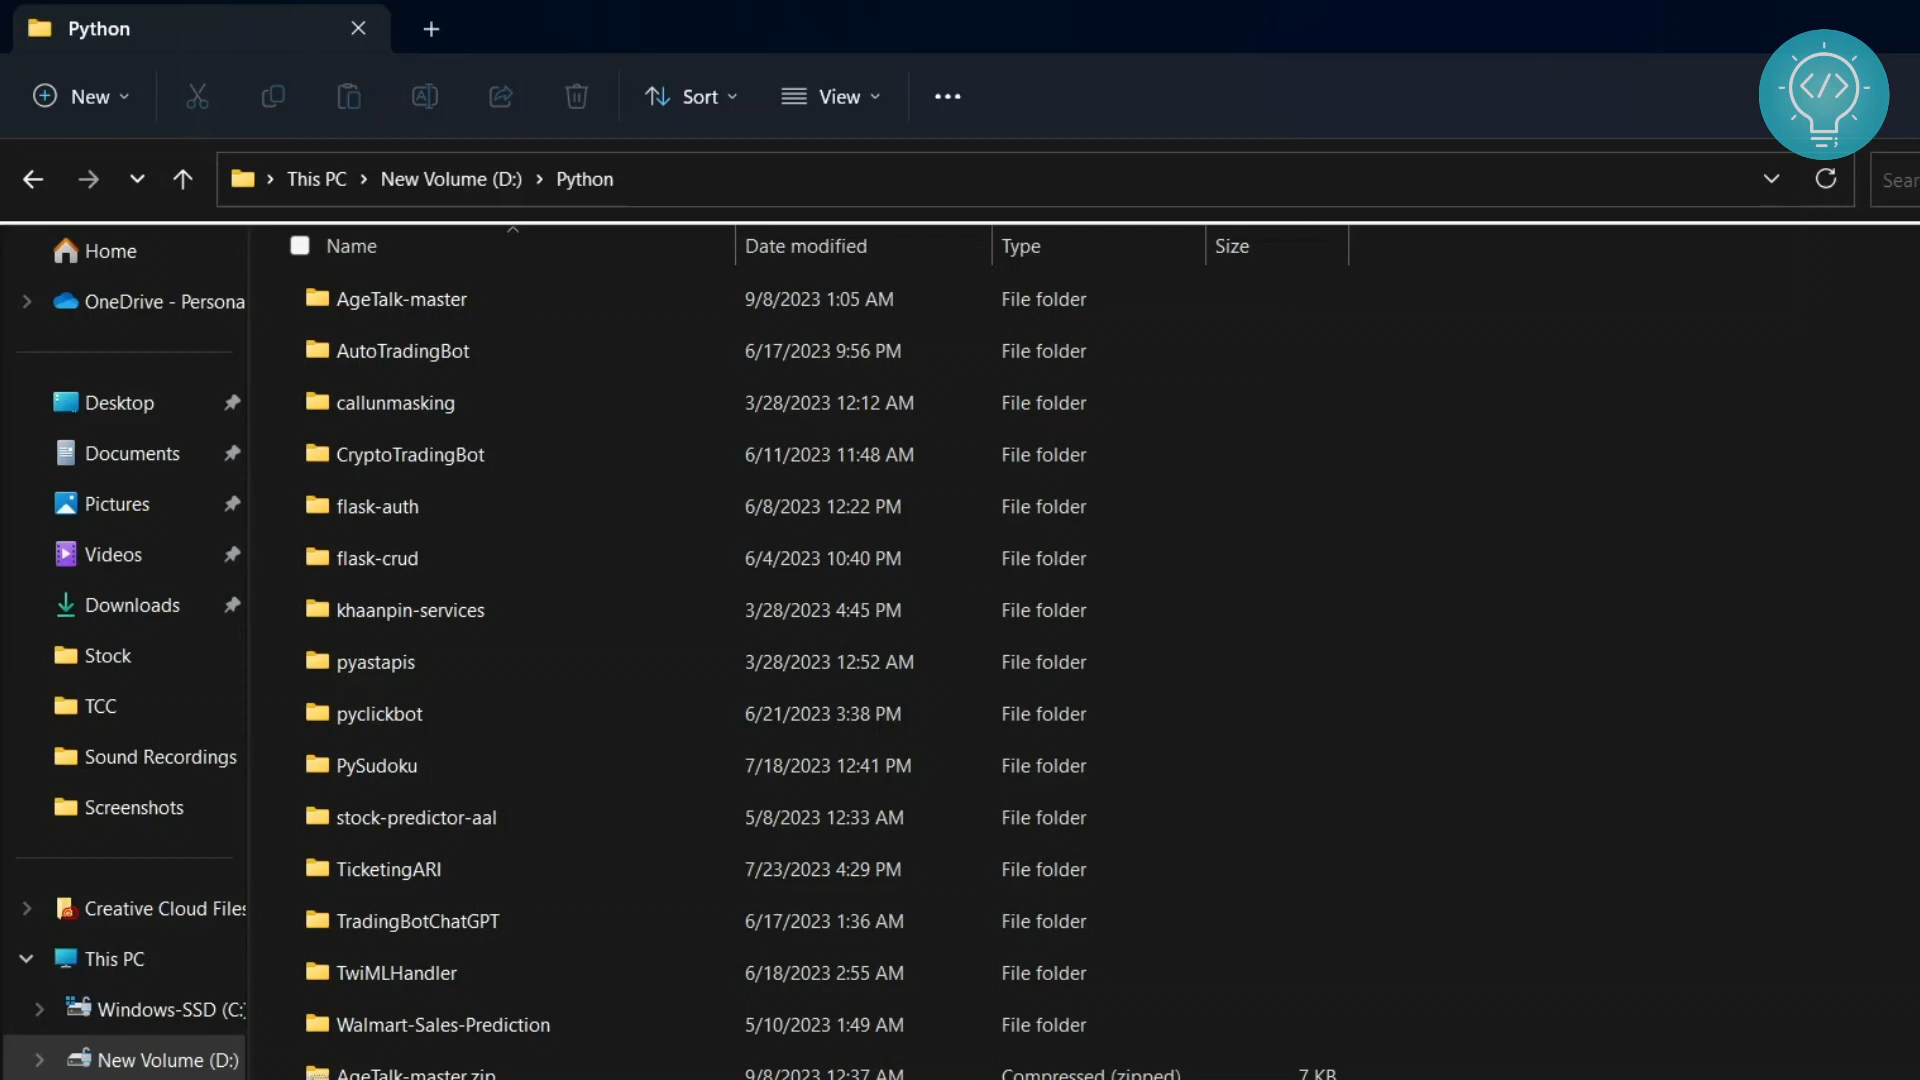 Python
New
Sort
View
This PC > New Volume (D:) > Python
Sear
Home
OneDrive - Persona
Desktop
Documents
Pictures
Videos
Downloads
Stock
TCC
Sound Recordings
Screenshots
Creative Cloud Files
This PC
Windows-SSD (C:)
New Volume (D:)
Name Date modified Type Size
AgeTalk-master 9/8/2023 1:05 AM File folder
AutoTradingBot 6/17/2023 9:56 PM File folder
callunmasking 3/28/2023 12:12 AM File folder
CryptoTradingBot 6/11/2023 11:48 AM File folder
flask-auth 6/8/2023 12:22 PM File folder
flask-crud 6/4/2023 10:40 PM File folder
khaanpin-services 3/28/2023 4:45 PM File folder
pyastapis 3/28/2023 12:52 AM File folder
pyclickbot 6/21/2023 3:38 PM File folder
PySudoku 7/18/2023 12:41 PM File folder
stock-predictor-aal 5/8/2023 12:33 AM File folder
TicketingARI 7/23/2023 4:29 PM File folder
TradingBotChatGPT 6/17/2023 1:36 AM File folder
TwiMLHandler 6/18/2023 2:55 AM File folder
Walmart-Sales-Prediction 5/10/2023 1:49 AM File folder
AgeTalk-master.zip 9/8/2023 12:37 AM Compressed (zipped) 7 KB